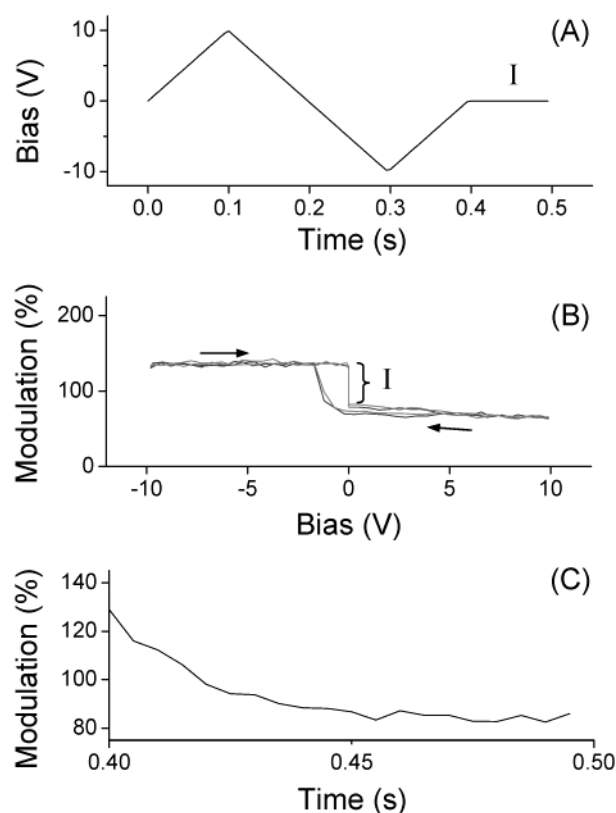 (A)
I
10
0
-10
Bias (V)
0.0 0.1 0.2 0.3 0.4 0.5
Time (s)
(B)
200
100
0
Modulation (%)
I
-10 -5 0 5 10
Bias (V)
(C)
140
120
100
80
Modulation (%)
0.40 0.45 0.50
Time (s)